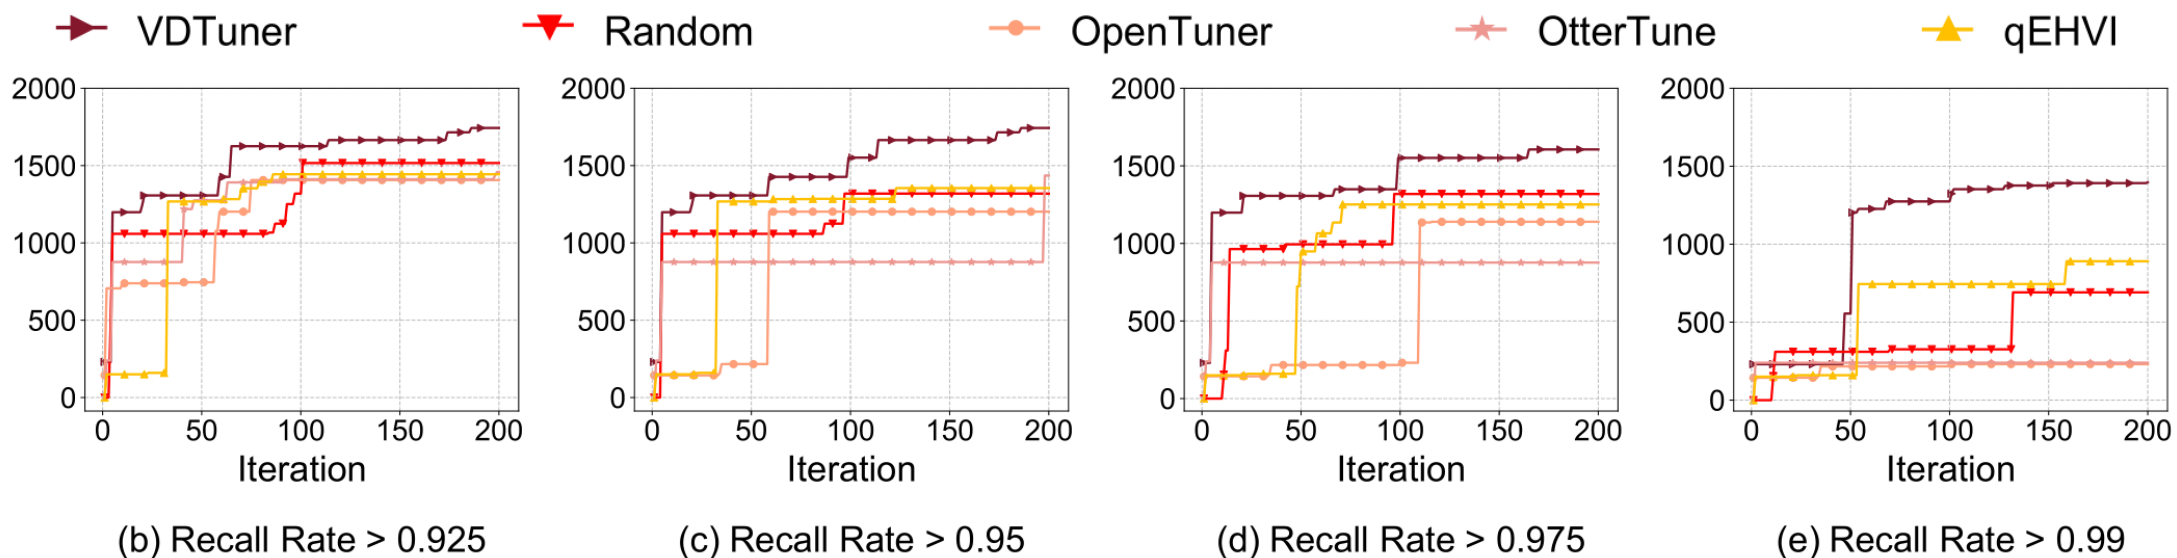 VDTuner Random OpenTuner OtterTune qEHVI
2000 2000 2000 2000
1500 1500 1500 1500
1000 1000 1000 1000
500 500 500 500
0 0 0 0
0 50 100 150 200 0 50 100 150 200 0 50 100 150 200 0 50 100 150 200
Iteration Iteration Iteration Iteration
(b) Recall Rate > 0.925 (c) Recall Rate > 0.95 (d) Recall Rate > 0.975 (e) Recall Rate > 0.99